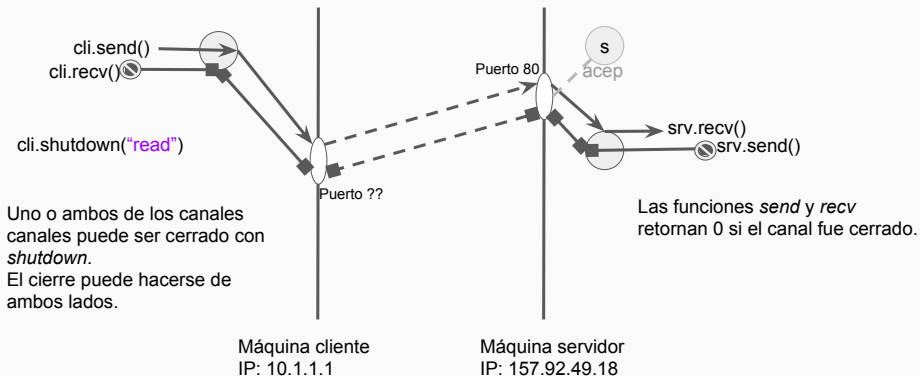 cli.send()
cli.recv()
cli.shutdown(“read”)
Uno o ambos de los canales
canales puede ser cerrado con
shutdown.
El cierre puede hacerse de
ambos lados.
Puerto ??
Puerto 80
s
acep
srv.recv()
srv.send()
Las funciones send y recv
retornan 0 si el canal fue cerrado.
Máquina cliente
IP: 10.1.1.1
Máquina servidor
IP: 157.92.49.18